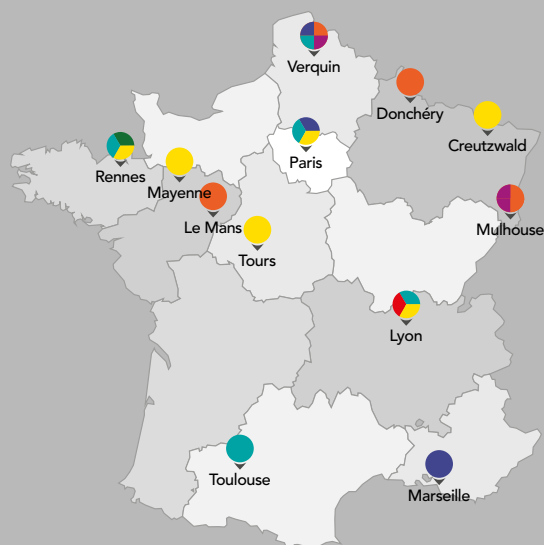 Verquin
Donchéry
Creutzwald
Paris
Rennes
Mayenne
Le Mans
Mulhouse
Tours
Lyon
Toulouse
Marseille